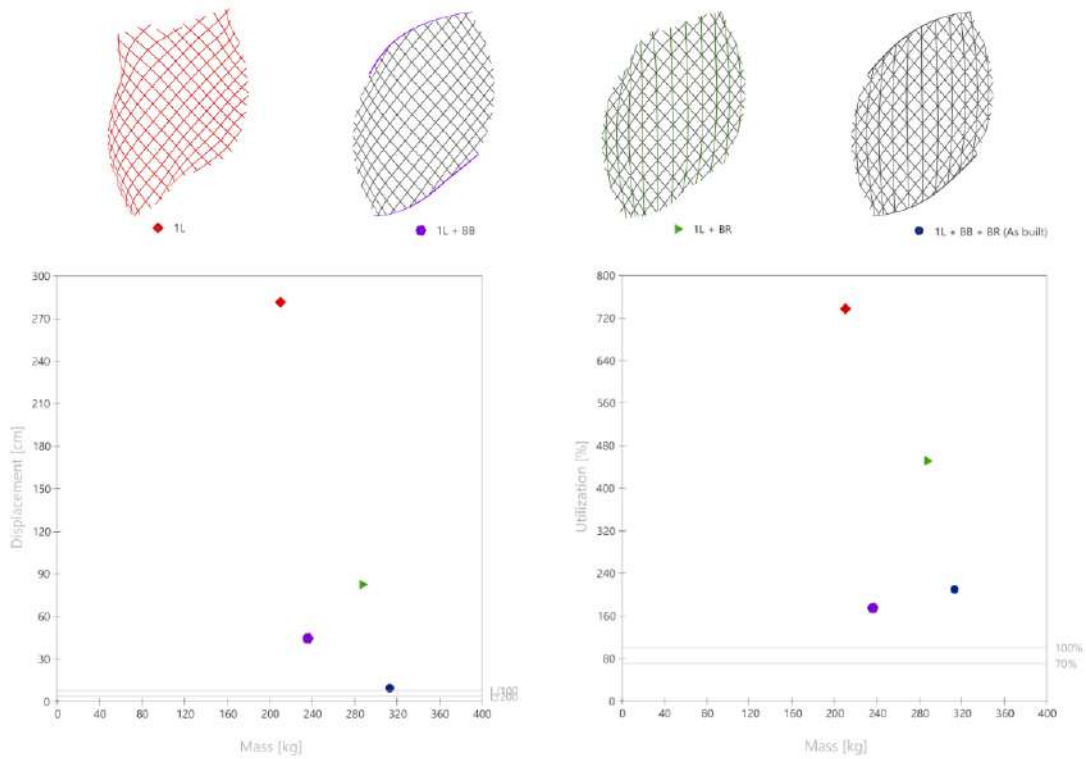 1L
1L + BB
1L + BR
1L + BB + BR (As built)
300
270
240
210
180
150
120
90
60
30
0
Displacement [cm]
L/100
L/200
0 40 80 120 160 200 240 280 320 360 400
Mass [kg]
800
720
640
560
480
400
320
240
160
80
0
Utilization [%]
100%
70%
0 40 80 120 160 200 240 280 320 360 400
Mass [kg]